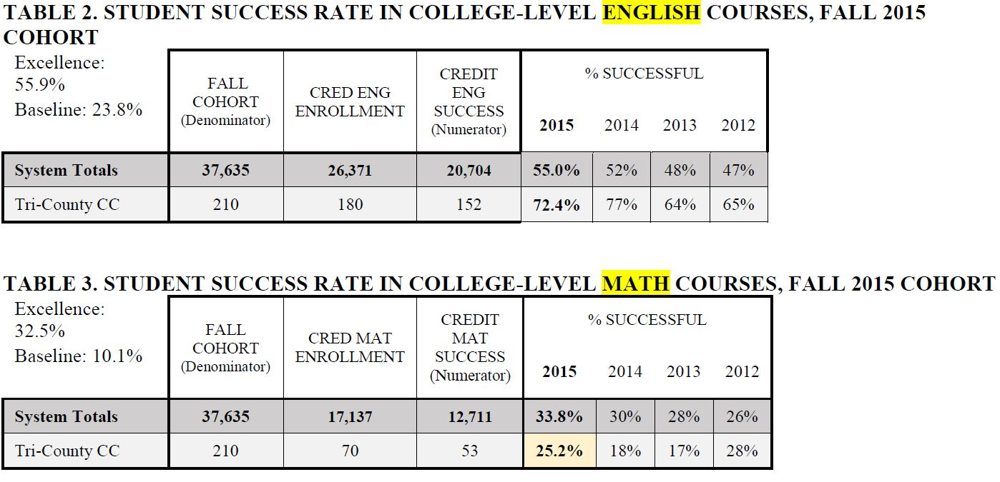 TABLE 2. STUDENT SUCCESS RATE IN COLLEGE-LEVEL ENGLISH COURSES, FALL 2015
COHORT
Excellence:
55.9%
Baseline: 23.8%
FALL
COHORT
(Denominator)
CRED ENG
ENROLLMENT
CREDIT
ENG
SUCCESS
(Numerator)
% SUCCESSFUL
2015 2014 2013 2012
System Totals 37,635 26,371 20,704 55.0% 52% 48% 47%
Tri-County CC 210 180 152 72.4% 77% 64% 65%
TABLE 3. STUDENT SUCCESS RATE IN COLLEGE-LEVEL MATH COURSES, FALL 2015 COHORT
Excellence:
32.5%
Baseline: 10.1%
FALL
COHORT
(Denominator)
CRED MAT
ENROLLMENT
CREDIT
MAT
SUCCESS
(Numerator)
% SUCCESSFUL
2015 2014 2013 2012
System Totals 37,635 17,137 12,711 33.8% 30% 28% 26%
Tri-County CC 210 70 53 25.2% 18% 17% 28%